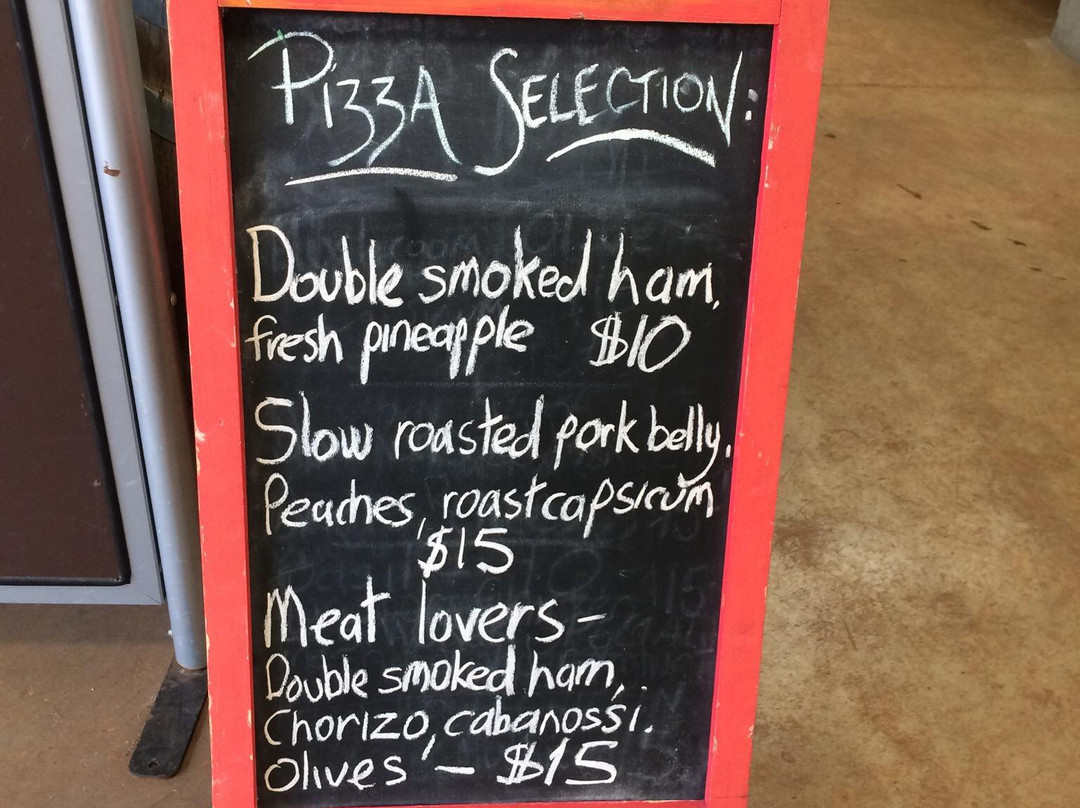 PizzA SELECTION:
Double smoked ham,
fresh pineapple $10
Slow roasted pork belly.
Peaches, roast capsicum
$15
Meat lovers -
Double smoked ham,
Chorizo, cabanossi.
Olives - $15